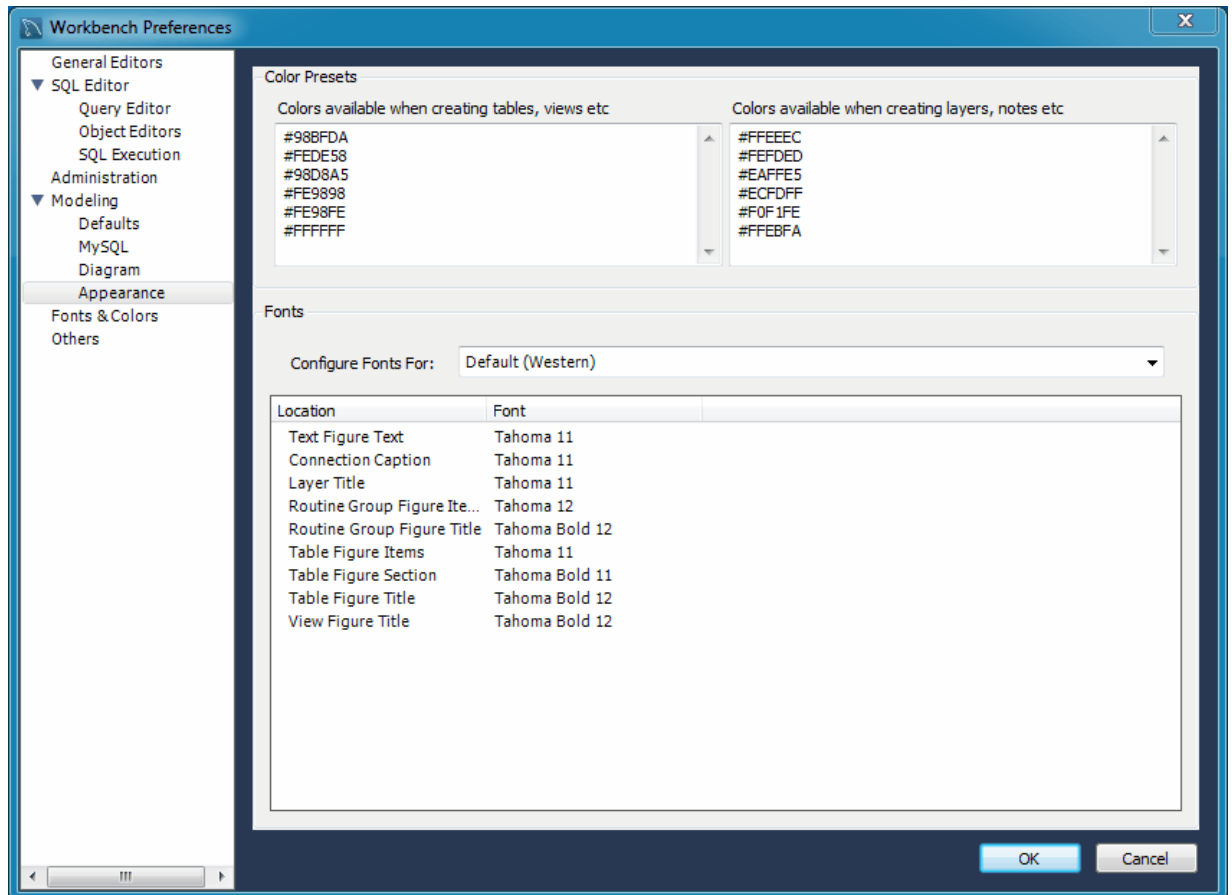 Workbench Preferences
X
General Editors
SQL Editor
Query Editor
Object Editors
SQL Execution
Administration
Modeling
Defaults
MySQL
Diagram
Appearance
Fonts & Colors
Others
Color Presets
Colors available when creating tables, views etc
#98BFDA
#FEDE58
#98D8A5
#FE9898
#FE98FE
#FFFFFF
Colors available when creating layers, notes etc
#FFEEEC
#FEFDED
#EAFFE5
#ECFDFF
#F0F1FE
#FFEBFA
Fonts
Configure Fonts For: Default (Western)
Location Font
Text Figure Text Tahoma 11
Connection Caption Tahoma 11
Layer Title Tahoma 11
Routine Group Figure Ite... Tahoma 12
Routine Group Figure Title Tahoma Bold 12
Table Figure Items Tahoma 11
Table Figure Section Tahoma Bold 11
Table Figure Title Tahoma Bold 12
View Figure Title Tahoma Bold 12
OK Cancel